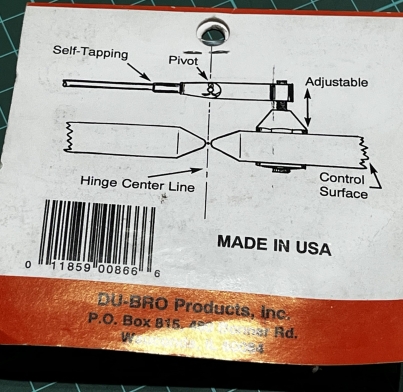 Self-Tapping
Pivot
Adjustable
Hinge Center Line
Control
Surface
MADE IN USA
0 11859 00866 6
DU-BRO Products, Inc.
P.O. Box 815, Rd.